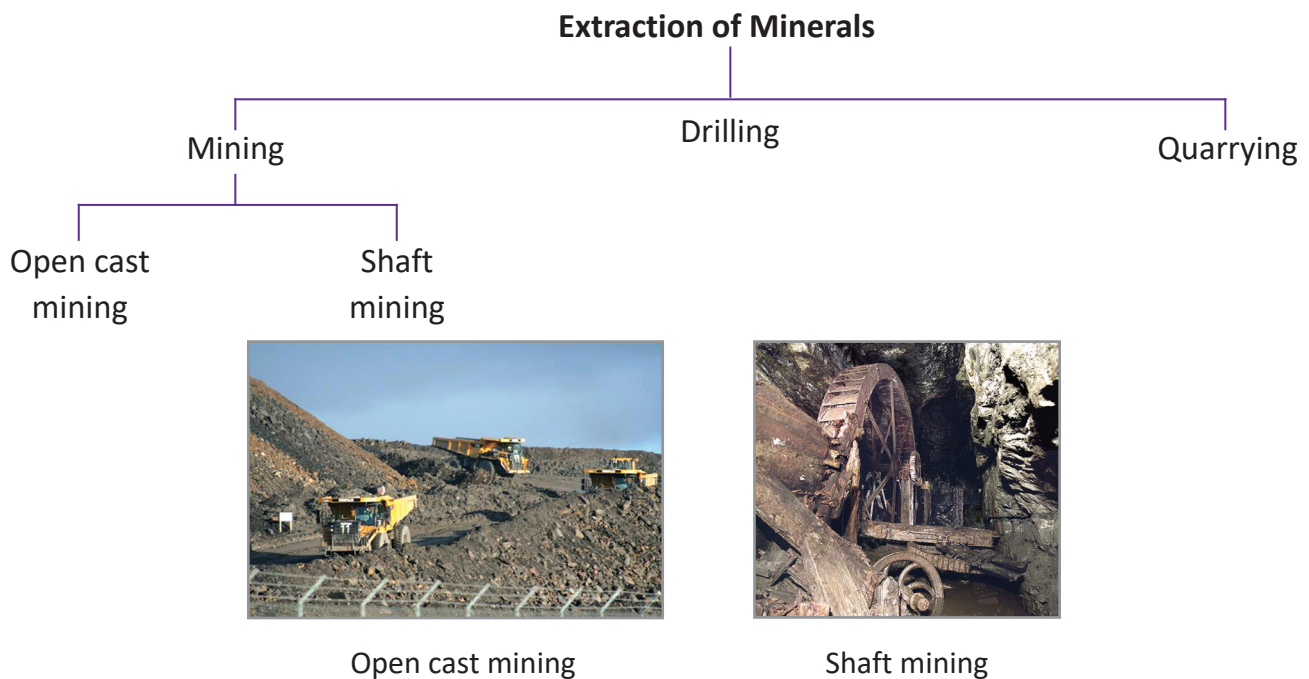 Extraction of Minerals
Mining
Drilling
Quarrying
Open cast
mining
Shaft
mining
Open cast mining
Shaft mining